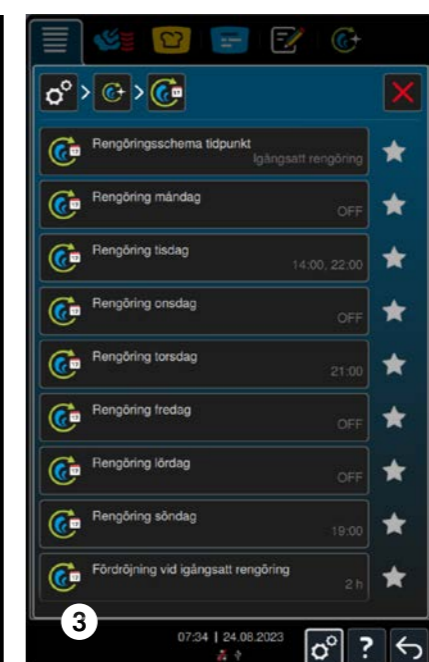 Rengöringsschema tidpunkt
Igångsatt rengöring
Rengöring måndag
OFF
Rengöring tisdag
14:00, 22:00
Rengöring onsdag
OFF
Rengöring torsdag
21:00
Rengöring fredag
OFF
Rengöring lördag
OFF
Rengöring söndag
19:00
Fördröjning vid igångsatt rengöring
2 h
3
07:34 | 24.08.2023
?